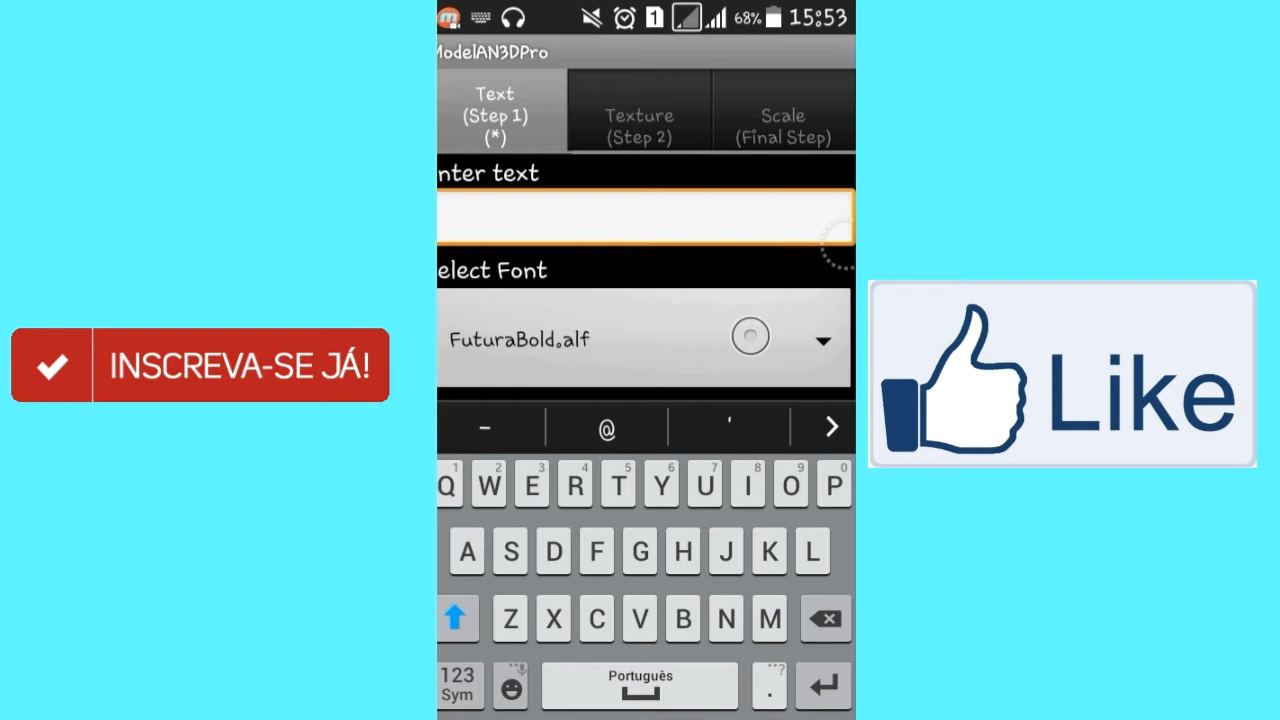 1 68% 15:53
ModelAN3DPro
Text
(Step 1)
(*)
Texture
(Step 2)
Scale
(Final Step)
nter text
elect Font
FuturaBold.alf
INSCREVA-SE JÁ!
Like
- @ '
1 2 3 4 5 6 7 8 9 0
Q W E R T Y U I O P
A S D F G H J K L
Z X C V B N M
123
Sym
Português
. ?